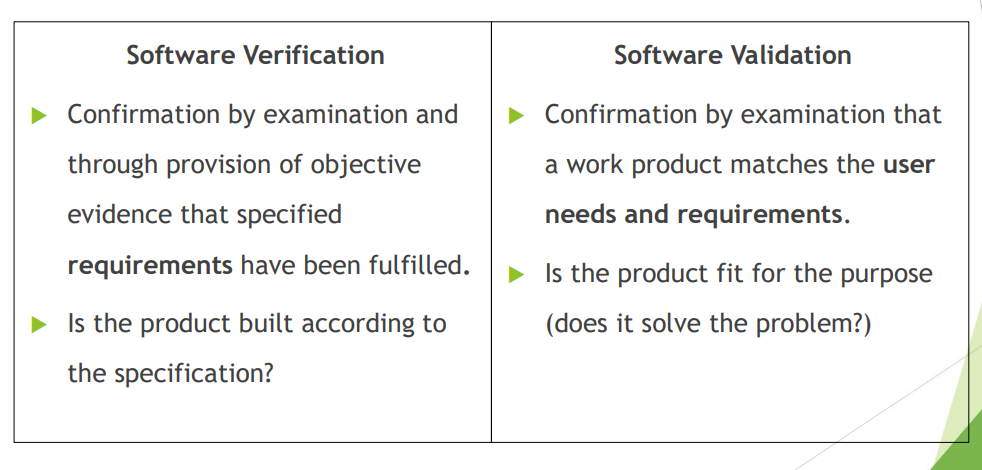 Software Verification
Confirmation by examination and
through provision of objective
evidence that specified
requirements have been fulfilled.
Is the product built according to
the specification?
Software Validation
Confirmation by examination that
a work product matches the user
needs and requirements.
Is the product fit for the purpose
(does it solve the problem?)